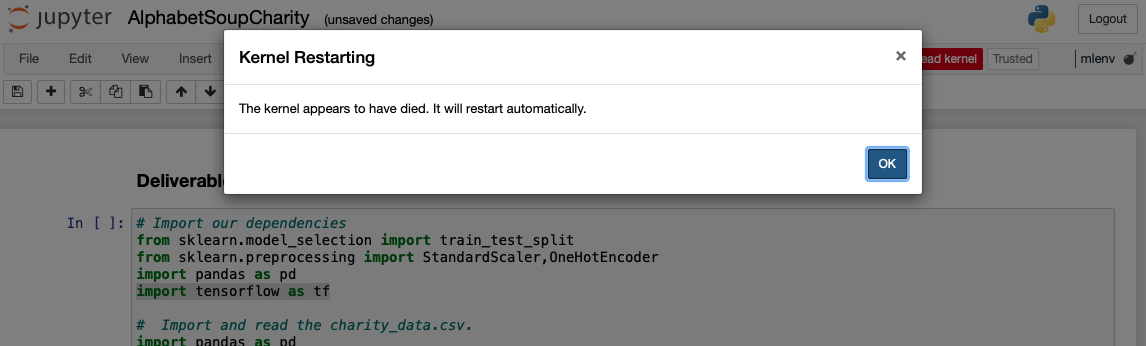 jupyter AlphabetSoupCharity (unsaved changes)
Logout
Kernel Restarting ×
File Edit View Insert
kernel Trusted mlenv
The kernel appears to have died. It will restart automatically.
OK
In [ ]: # Import our dependencies
from sklearn.model_selection import train_test_split
from sklearn.preprocessing import StandardScaler,OneHotEncoder
import pandas as pd
import tensorflow as tf
# Import and read the charity_data.csv.
import pandas as pd